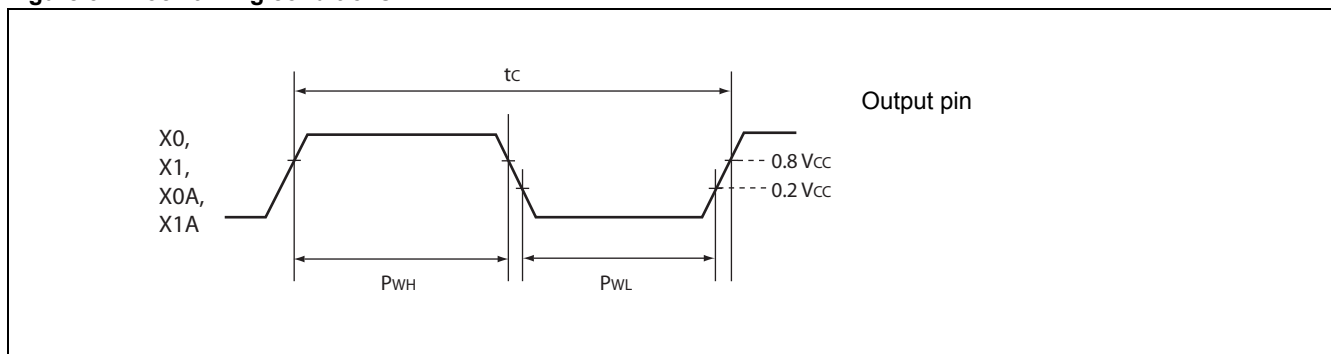 tC
Output pin
X0,
X1,
X0A,
X1A
0.8 VCC
0.2 VCC
PWH
PWL